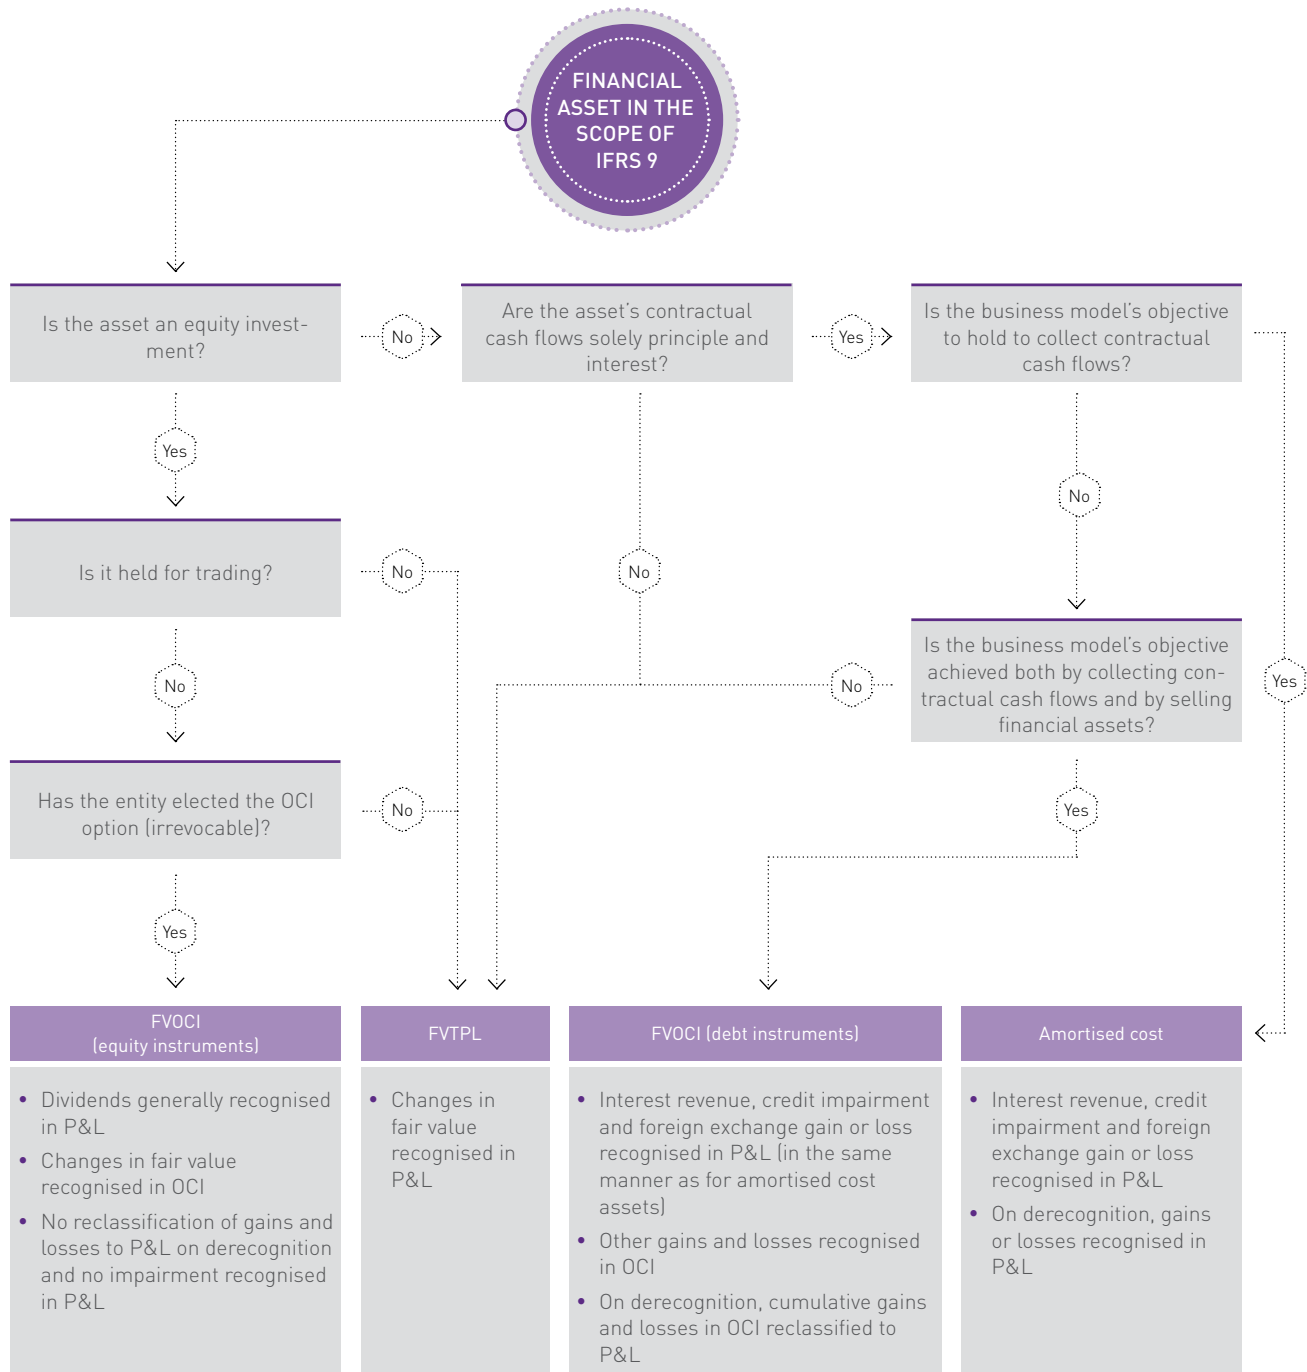 FINANCIAL
ASSET IN THE
SCOPE OF
IFRS 9
Is the asset an equity invest-
ment?
No
Are the asset's contractual
cash flows solely principle and
interest?
Yes
Is the business model's objective
to hold to collect contractual
cash flows?
Yes
No
Is it held for trading?
No
No
Is the business model's objective
achieved both by collecting con-
tractual cash flows and by selling
financial assets?
No
Yes
No
Has the entity elected the OCI
option (irrevocable)?
No
Yes
Yes
FVOCI
(equity instruments)
• Dividends generally recognised
in P&L
• Changes in fair value
recognised in OCI
• No reclassification of gains and
losses to P&L on derecognition
and no impairment recognised
in P&L
FVTPL
• Changes in
fair value
recognised in
P&L
FVOCI (debt instruments)
• Interest revenue, credit impairment
and foreign exchange gain or loss
recognised in P&L (in the same
manner as for amortised cost
assets)
• Other gains and losses recognised
in OCI
• On derecognition, cumulative gains
and losses in OCI reclassified to
P&L
Amortised cost
• Interest revenue, credit
impairment and foreign
exchange gain or loss
recognised in P&L
• On derecognition, gains
or losses recognised in
P&L